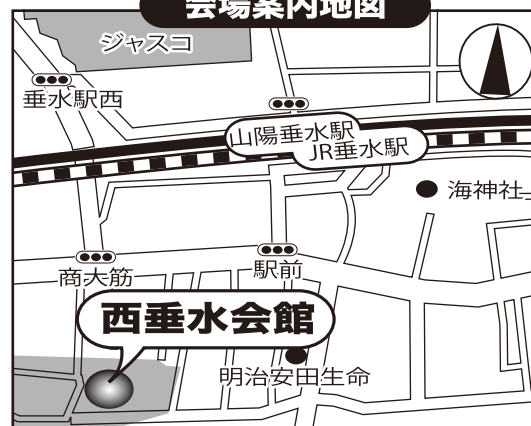 会場案内地図
ジャスコ
垂水駅西
山陽垂水駅
JR垂水駅
海神社
商大筋
駅前
西垂水会館
明治安田生命